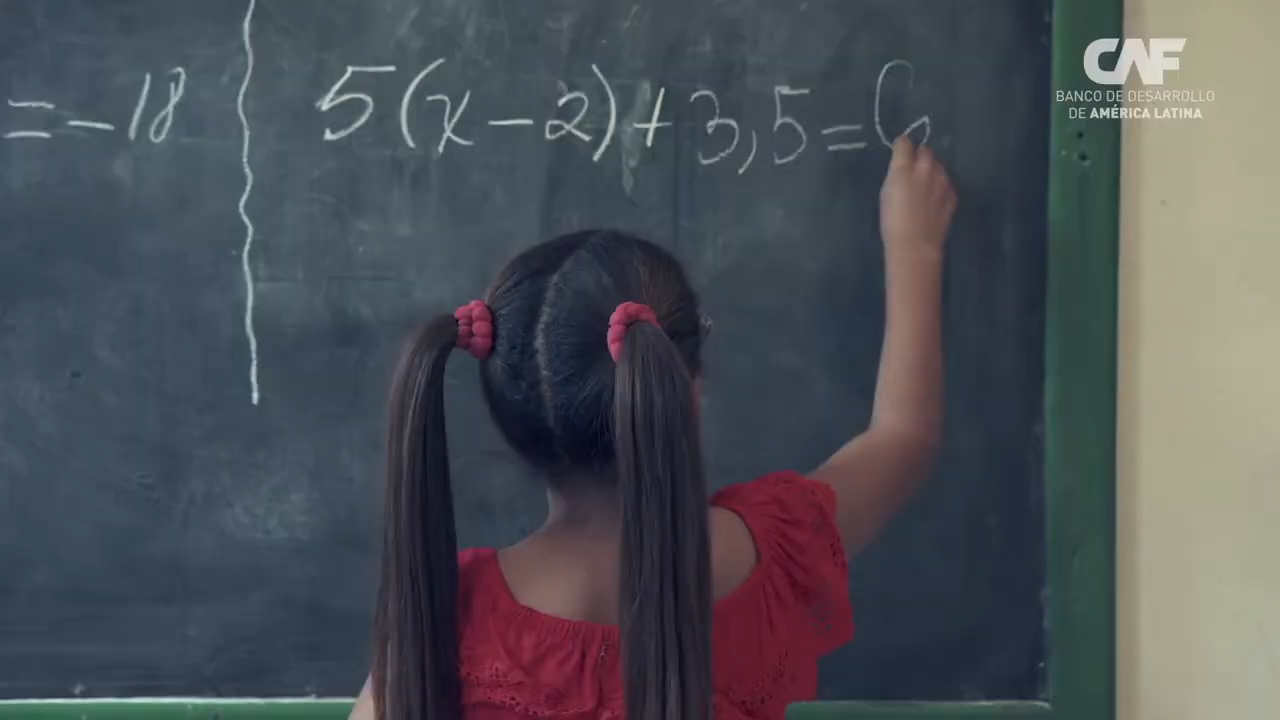 = -18
5(x-2)+3,5=6
CAF
BANCO DE DESARROLLO
DE AMÉRICA LATINA